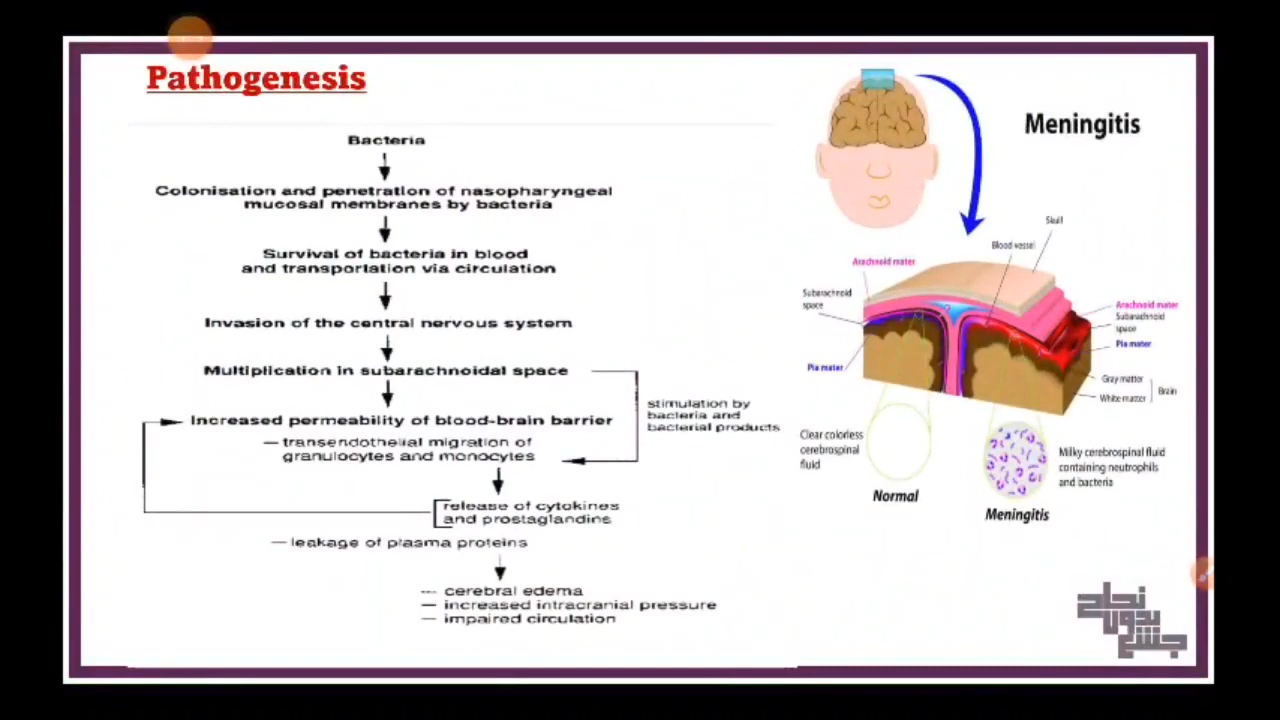 Pathogenesis
Bacteria
Colonisation and penetration of nasopharyngeal
mucosal membranes by bacteria
Survival of bacteria in blood
and transportation via circulation
Invasion of the central nervous system
Multiplication in subarachnoidal space
stimulation by
bacteria and
bacterial products
Increased permeability of blood-brain barrier
— transendothelial migration of
granulocytes and monocytes
release of cytokines
and prostaglandins
— leakage of plasma proteins
— cerebral edema
— increased intracranial pressure
— impaired circulation
Meningitis
Skull
Blood vessel
Arachnoid mater
Subarachnoid
space
Pia mater
Arachnoid mater
Subarachnoid
space
Pia mater
Gray matter
White matter
Brain
Clear colorless
cerebrospinal
fluid
Normal
Milky cerebrospinal fluid
containing neutrophils
and bacteria
Meningitis
نجاح
بدون
جشع